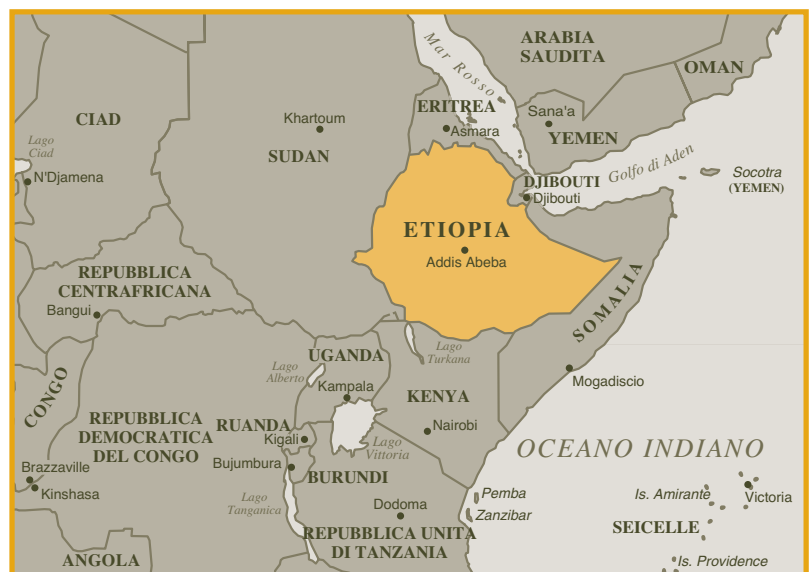 ARABIA
SAUDITA
OMAN
Mar Rosso
CIAD
Khartoum
ERITREA
Sana'a
Asmara
YEMEN
Lago
Ciad
SUDAN
N'Djamena
Golfo di Aden
Socotra
(YEMEN)
DJIBOUTI
Djibouti
ETIOPIA
Addis Abeba
REPUBBLICA
CENTRAFRICANA
Bangui
SOMALIA
Lago
Turkana
UGANDA
Lago
Alberto
Kampala
KENYA
Mogadiscio
CONGO
REPUBBLICA
DEMOCRATICA
DEL CONGO
RUANDA
Kigali
Nairobi
Lago
Vittoria
OCEANO INDIANO
Brazzaville
Kinshasa
Bujumbura
BURUNDI
Lago
Tanganica
Dodoma
Pemba
Zanzibar
Is. Amirante
Victoria
SEICELLE
REPUBBLICA UNITA
DI TANZANIA
ANGOLA
Is. Providence